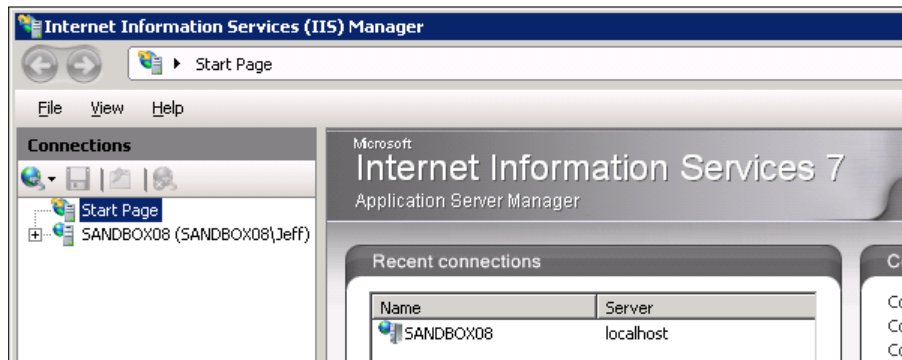 Internet Information Services (IIS) Manager
Start Page
File View Help
Connections
Start Page
SANDBOX08 (SANDBOX08\Jeff)
Microsoft
Internet Information Services 7
Application Server Manager
Recent connections
Name Server
SANDBOX08 localhost